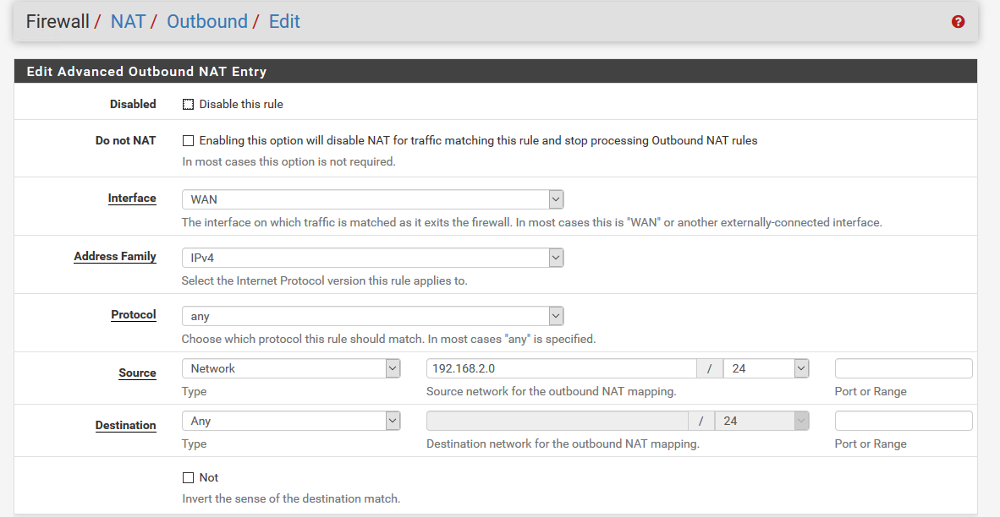 Firewall / NAT / Outbound / Edit
?
Edit Advanced Outbound NAT Entry
Disabled Disable this rule
Do not NAT Enabling this option will disable NAT for traffic matching this rule and stop processing Outbound NAT rules
In most cases this option is not required.
Interface WAN
The interface on which traffic is matched as it exits the firewall. In most cases this is "WAN" or another externally-connected interface.
Address Family IPv4
Select the Internet Protocol version this rule applies to.
Protocol any
Choose which protocol this rule should match. In most cases "any" is specified.
Source Network 192.168.2.0 / 24
Type Source network for the outbound NAT mapping. Port or Range
Destination Any / 24
Type Destination network for the outbound NAT mapping. Port or Range
Not
Invert the sense of the destination match.